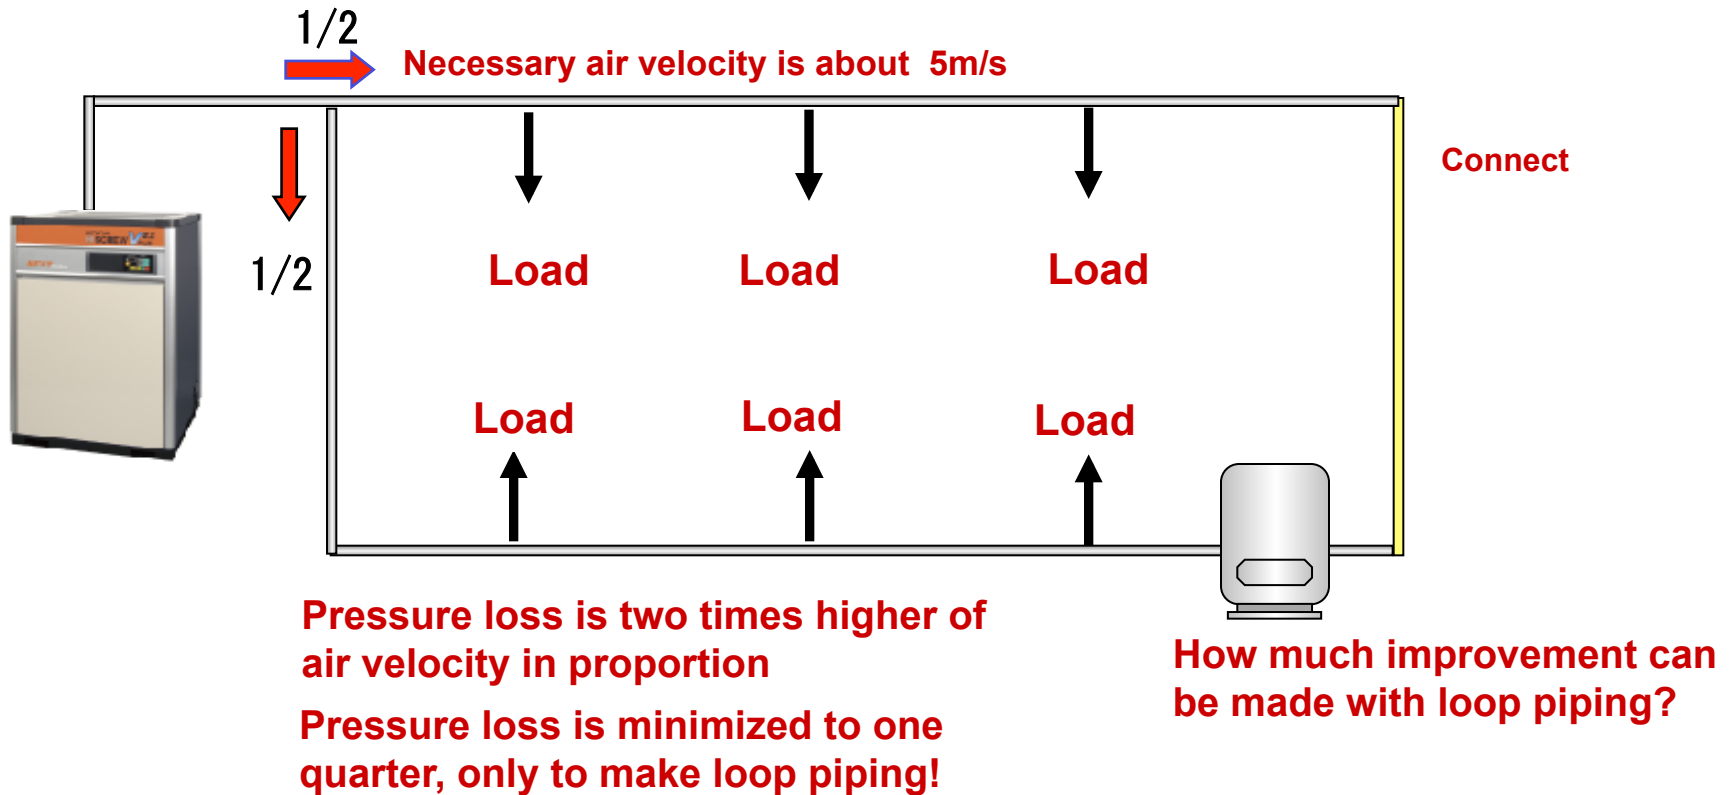 1/2
Necessary air velocity is about 5m/s
Connect
1/2
Load Load Load
Load Load Load
Pressure loss is two times higher of
air velocity in proportion
Pressure loss is minimized to one
quarter, only to make loop piping!
How much improvement can
be made with loop piping?
SCREW